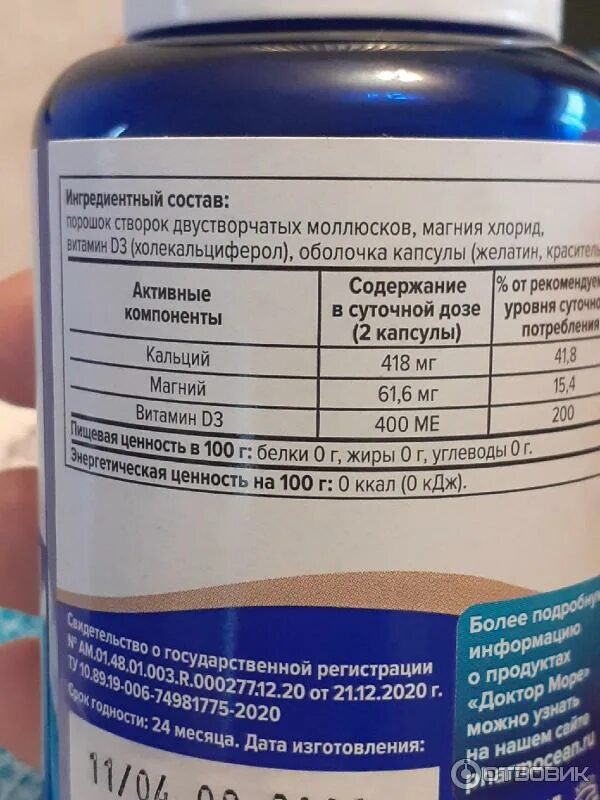 Ингредиентный состав:
порошок створок двустворчатых моллюсков, магния хлорид,
витамин D3 (холекальциферол), оболочка капсулы (желатин,
Активные компоненты
Содержание в суточной дозе (2 капсулы)
% от
уровня
потребления
Кальций 418 мг 41,8
Магний 61,6 мг 15,4
Витамин D3 400 МЕ 200
Пищевая ценность в 100 г: белки 0 г, жиры 0 г, углеводы 0 г.
Энергетическая ценность на 100 г: 0 ккал (0 кДж).
Свидетельство о государственной регистрации
№ AM.01.48.01.003.R.000277.12.20 от 21.12.2020 г.
ТУ 10.89.19-006-74981775-2020
Срок годности: 24 месяца. Дата изготовления:
11/04
Более
информацию
о продуктах
«Доктор Море»
можно узнать
на нашем сайте
отзовик